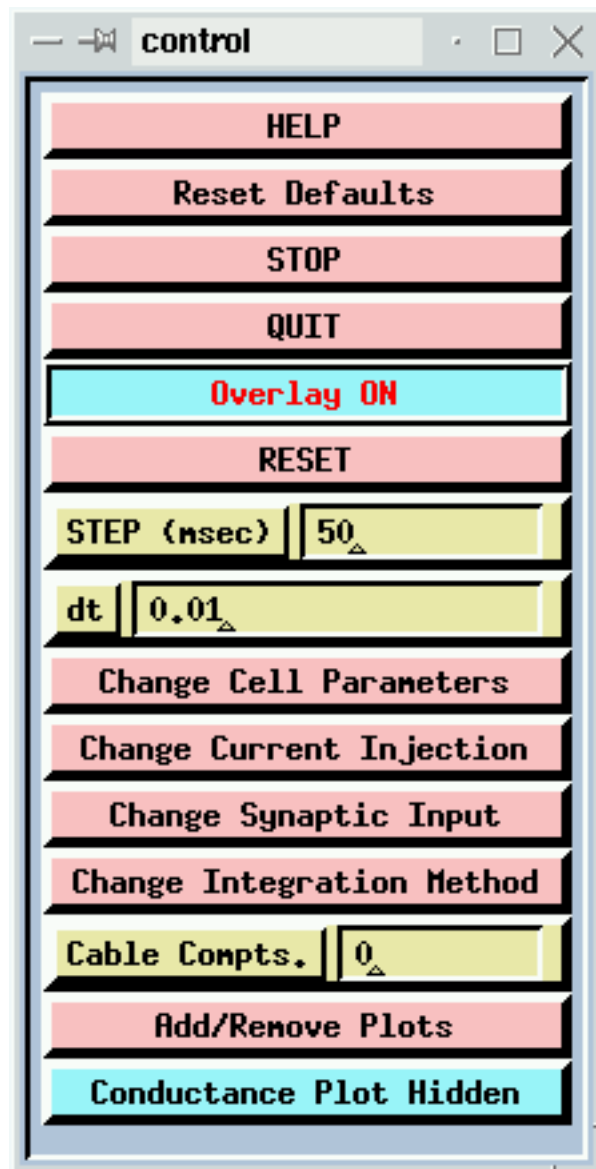 control
HELP
Reset Defaults
STOP
QUIT
Overlay ON
RESET
STEP (msec) 50
dt 0.01
Change Cell Parameters
Change Current Injection
Change Synaptic Input
Change Integration Method
Cable Compts. 0
Add/Remove Plots
Conductance Plot Hidden